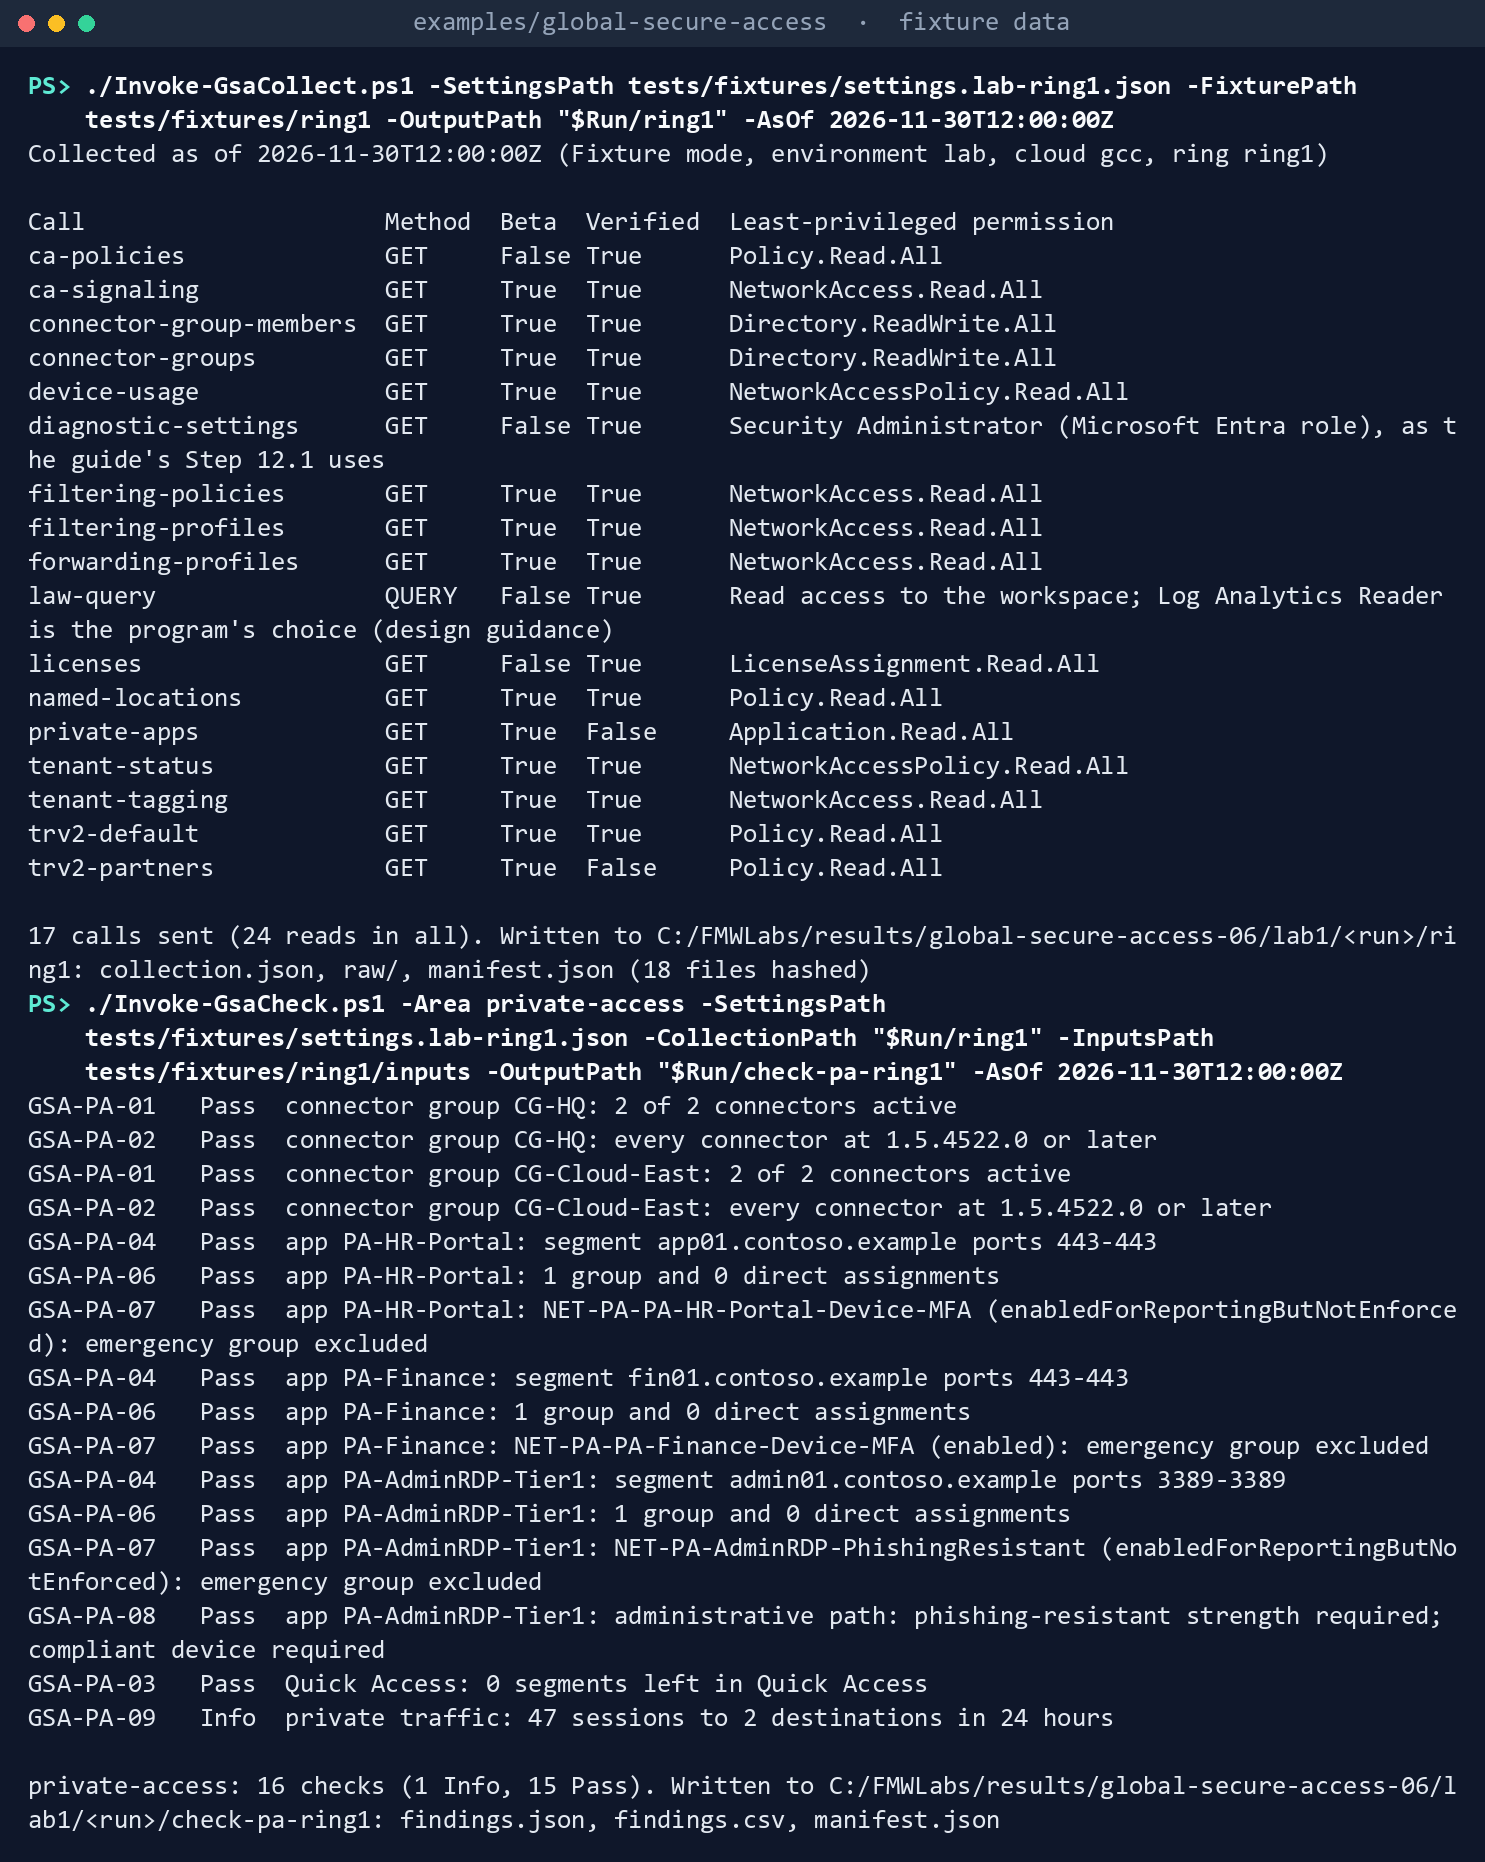 examples/global-secure-access  ·  fixture data
PS> ./Invoke-GsaCollect.ps1 -SettingsPath tests/fixtures/settings.lab-ring1.json -FixturePath
    tests/fixtures/ring1 -OutputPath "$Run/ring1" -AsOf 2026-11-30T12:00:00Z
Collected as of 2026-11-30T12:00:00Z (Fixture mode, environment lab, cloud gcc, ring ring1)

Call                     Method  Beta  Verified  Least-privileged permission
ca-policies              GET     False True      Policy.Read.All
ca-signaling             GET     True  True      NetworkAccess.Read.All
connector-group-members  GET     True  True      Directory.ReadWrite.All
connector-groups         GET     True  True      Directory.ReadWrite.All
device-usage             GET     True  True      NetworkAccessPolicy.Read.All
diagnostic-settings      GET     False True      Security Administrator (Microsoft Entra role), as t
he guide's Step 12.1 uses
filtering-policies       GET     True  True      NetworkAccess.Read.All
filtering-profiles       GET     True  True      NetworkAccess.Read.All
forwarding-profiles      GET     True  True      NetworkAccess.Read.All
law-query                QUERY   False True      Read access to the workspace; Log Analytics Reader
is the program's choice (design guidance)
licenses                 GET     False True      LicenseAssignment.Read.All
named-locations          GET     True  True      Policy.Read.All
private-apps             GET     True  False     Application.Read.All
tenant-status            GET     True  True      NetworkAccessPolicy.Read.All
tenant-tagging           GET     True  True      NetworkAccess.Read.All
trv2-default             GET     True  True      Policy.Read.All
trv2-partners            GET     True  False     Policy.Read.All

17 calls sent (24 reads in all). Written to C:/FMWLabs/results/global-secure-access-06/lab1/<run>/ri
ng1: collection.json, raw/, manifest.json (18 files hashed)
PS> ./Invoke-GsaCheck.ps1 -Area private-access -SettingsPath
    tests/fixtures/settings.lab-ring1.json -CollectionPath "$Run/ring1" -InputsPath
    tests/fixtures/ring1/inputs -OutputPath "$Run/check-pa-ring1" -AsOf 2026-11-30T12:00:00Z
GSA-PA-01   Pass  connector group CG-HQ: 2 of 2 connectors active
GSA-PA-02   Pass  connector group CG-HQ: every connector at 1.5.4522.0 or later
GSA-PA-01   Pass  connector group CG-Cloud-East: 2 of 2 connectors active
GSA-PA-02   Pass  connector group CG-Cloud-East: every connector at 1.5.4522.0 or later
GSA-PA-04   Pass  app PA-HR-Portal: segment app01.contoso.example ports 443-443
GSA-PA-06   Pass  app PA-HR-Portal: 1 group and 0 direct assignments
GSA-PA-07   Pass  app PA-HR-Portal: NET-PA-PA-HR-Portal-Device-MFA (enabledForReportingButNotEnforce
d): emergency group excluded
GSA-PA-04   Pass  app PA-Finance: segment fin01.contoso.example ports 443-443
GSA-PA-06   Pass  app PA-Finance: 1 group and 0 direct assignments
GSA-PA-07   Pass  app PA-Finance: NET-PA-PA-Finance-Device-MFA (enabled): emergency group excluded
GSA-PA-04   Pass  app PA-AdminRDP-Tier1: segment admin01.contoso.example ports 3389-3389
GSA-PA-06   Pass  app PA-AdminRDP-Tier1: 1 group and 0 direct assignments
GSA-PA-07   Pass  app PA-AdminRDP-Tier1: NET-PA-AdminRDP-PhishingResistant (enabledForReportingButNo
tEnforced): emergency group excluded
GSA-PA-08   Pass  app PA-AdminRDP-Tier1: administrative path: phishing-resistant strength required;
compliant device required
GSA-PA-03   Pass  Quick Access: 0 segments left in Quick Access
GSA-PA-09   Info  private traffic: 47 sessions to 2 destinations in 24 hours

private-access: 16 checks (1 Info, 15 Pass). Written to C:/FMWLabs/results/global-secure-access-06/l
ab1/<run>/check-pa-ring1: findings.json, findings.csv, manifest.json